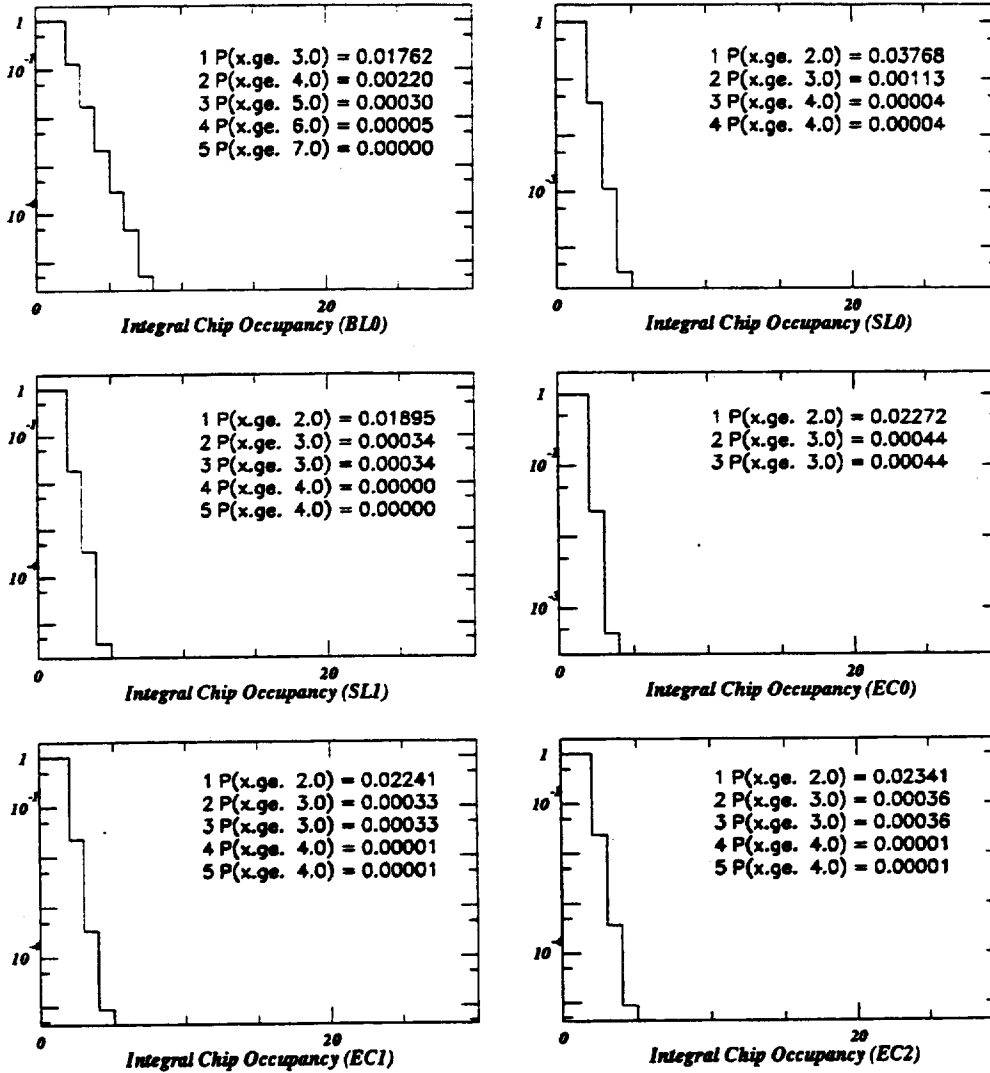 1
10⁻¹
10
1 P(x.ge. 3.0) = 0.01762
2 P(x.ge. 4.0) = 0.00220
3 P(x.ge. 5.0) = 0.00030
4 P(x.ge. 6.0) = 0.00005
5 P(x.ge. 7.0) = 0.00000
0 20
Integral Chip Occupancy (BL0)
1
10
1 P(x.ge. 2.0) = 0.03768
2 P(x.ge. 3.0) = 0.00113
3 P(x.ge. 4.0) = 0.00004
4 P(x.ge. 4.0) = 0.00004
0 20
Integral Chip Occupancy (SL0)
1
10⁻¹
10
1 P(x.ge. 2.0) = 0.01895
2 P(x.ge. 3.0) = 0.00034
3 P(x.ge. 3.0) = 0.00034
4 P(x.ge. 4.0) = 0.00000
5 P(x.ge. 4.0) = 0.00000
0 20
Integral Chip Occupancy (SL1)
1
10
10
1 P(x.ge. 2.0) = 0.02272
2 P(x.ge. 3.0) = 0.00044
3 P(x.ge. 3.0) = 0.00044
0 20
Integral Chip Occupancy (EC0)
1
10⁻¹
10
1 P(x.ge. 2.0) = 0.02241
2 P(x.ge. 3.0) = 0.00033
3 P(x.ge. 3.0) = 0.00033
4 P(x.ge. 4.0) = 0.00001
5 P(x.ge. 4.0) = 0.00001
0 20
Integral Chip Occupancy (EC1)
1
10⁻¹
10
1 P(x.ge. 2.0) = 0.02341
2 P(x.ge. 3.0) = 0.00036
3 P(x.ge. 3.0) = 0.00036
4 P(x.ge. 4.0) = 0.00001
5 P(x.ge. 4.0) = 0.00001
0 20
Integral Chip Occupancy (EC2)